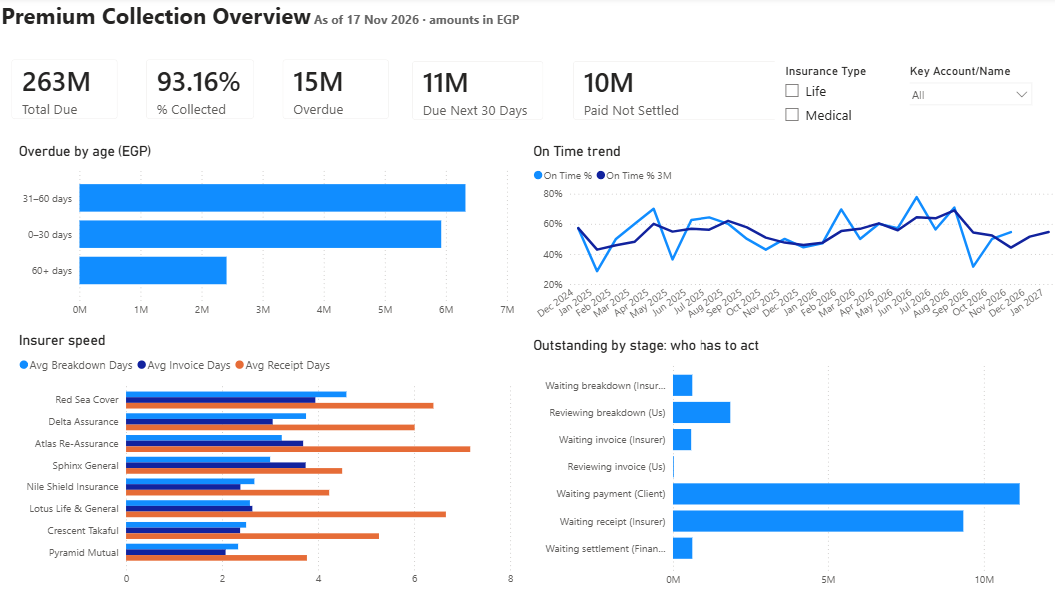 Premium Collection Overview As of 17 Nov 2026 · amounts in EGP
263M
Total Due
93.16%
% Collected
15M
Overdue
11M
Due Next 30 Days
10M
Paid Not Settled
Insurance Type
Life
Medical
Key Account/Name
All
Overdue by age (EGP)
31–60 days
0–30 days
60+ days
0M 1M 2M 3M 4M 5M 6M 7M
On Time trend
On Time % On Time % 3M
80%
60%
40%
20%
Dec 2024 Jan 2025 Feb 2025 Mar 2025 Apr 2025 May 2025 Jun 2025 Jul 2025 Aug 2025 Sep 2025 Oct 2025 Nov 2025 Dec 2025 Jan 2026 Feb 2026 Mar 2026 Apr 2026 May 2026 Jun 2026 Jul 2026 Aug 2026 Sep 2026 Oct 2026 Nov 2026 Dec 2026 Jan 2027
Insurer speed
Avg Breakdown Days Avg Invoice Days Avg Receipt Days
Red Sea Cover
Delta Assurance
Atlas Re-Assurance
Sphinx General
Nile Shield Insurance
Lotus Life & General
Crescent Takaful
Pyramid Mutual
0 2 4 6 8
Outstanding by stage: who has to act
Waiting breakdown (Insur...
Reviewing breakdown (Us)
Waiting invoice (Insurer)
Reviewing invoice (Us)
Waiting payment (Client)
Waiting receipt (Insurer)
Waiting settlement (Finan...
0M 5M 10M